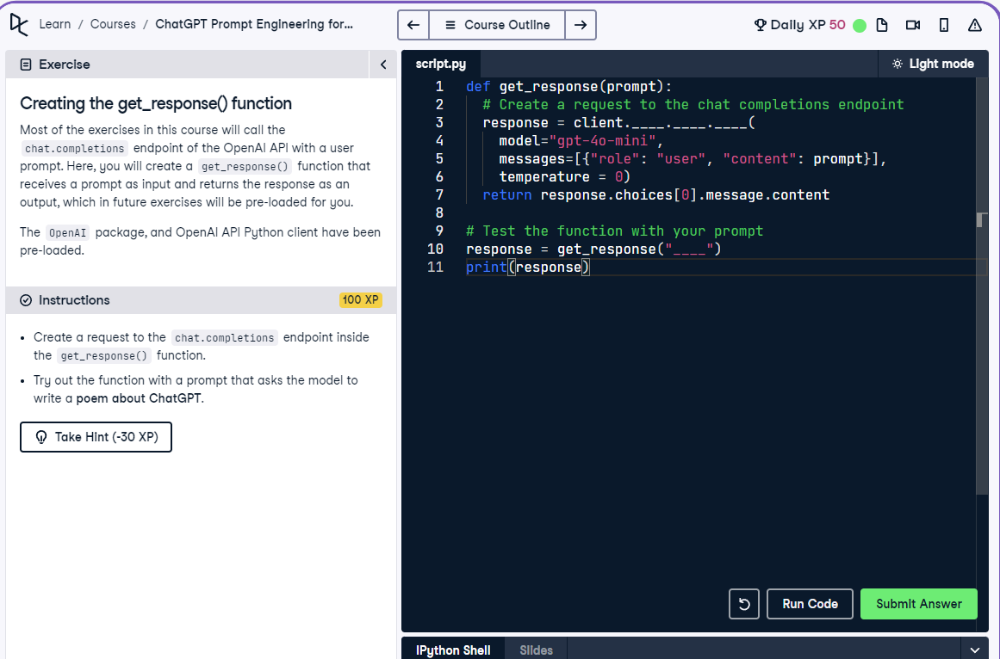 Learn / Courses / ChatGPT Prompt Engineering for...
Course Outline
Daily XP 50
Exercise
Creating the get_response() function
Most of the exercises in this course will call the
chat.completions endpoint of the OpenAI API with a user
prompt. Here, you will create a get_response() function that
receives a prompt as input and returns the response as an
output, which in future exercises will be pre-loaded for you.
The OpenAI package, and OpenAI API Python client have been
pre-loaded.
Instructions
100 XP
• Create a request to the chat.completions endpoint inside
the get_response() function.
• Try out the function with a prompt that asks the model to
write a poem about ChatGPT.
Take Hint (-30 XP)
script.py
Light mode
1 def get_response(prompt):
2   # Create a request to the chat completions endpoint
3   response = client.____.____.____(
4     model="gpt-4o-mini",
5     messages=[{"role": "user", "content": prompt}],
6     temperature = 0)
7   return response.choices[0].message.content
8
9 # Test the function with your prompt
10 response = get_response("____")
11 print(response)
Run Code
Submit Answer
IPython Shell
Slides